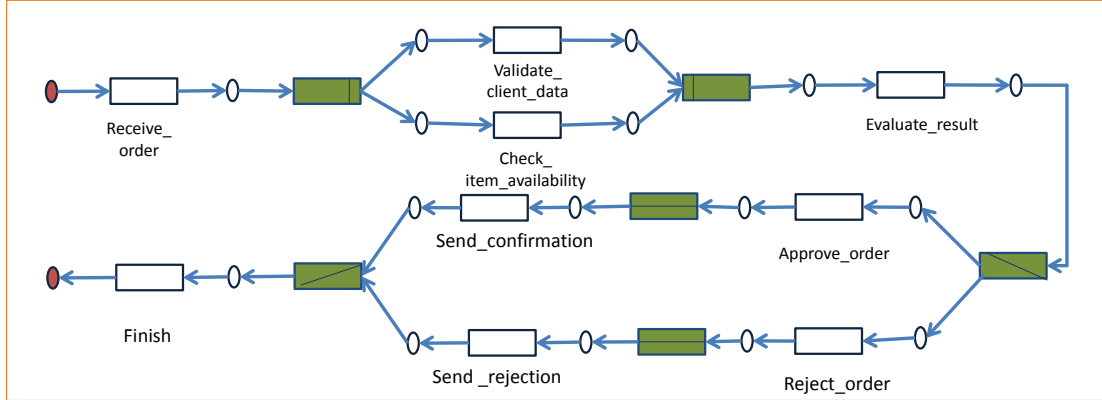 Receive_
order
Validate_
client_data
Check_
item_availability
Evaluate_result
Send_confirmation
Approve_order
Finish
Send _rejection
Reject_order